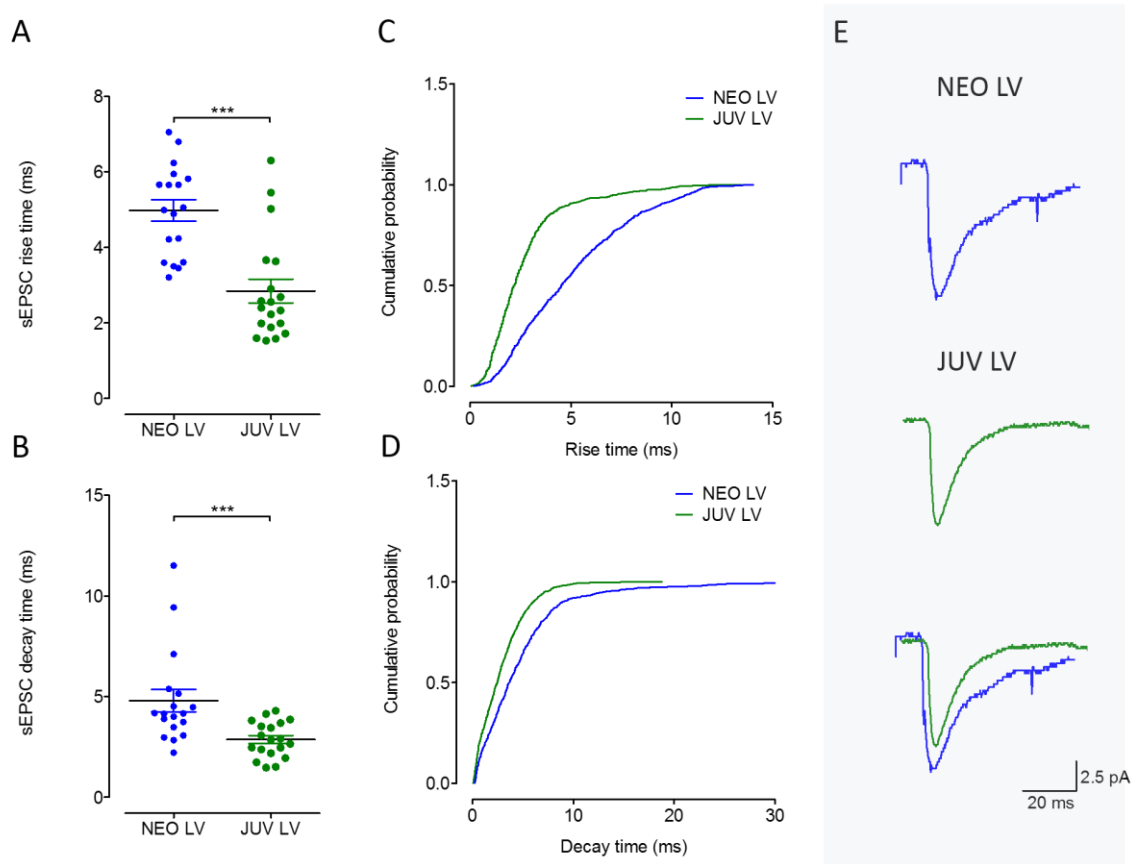 A
sEPSC rise time (ms)
8
6
4
2
0
***
NEO LV JUV LV
B
sEPSC decay time (ms)
15
10
5
0
***
NEO LV JUV LV
C
Cumulative probability
1.5
1.0
0.5
0.0
NEO LV
JUV LV
0 5 10 15
Rise time (ms)
D
Cumulative probability
1.5
1.0
0.5
0.0
NEO LV
JUV LV
0 10 20 30
Decay time (ms)
E
NEO LV
JUV LV
2.5 pA
20 ms